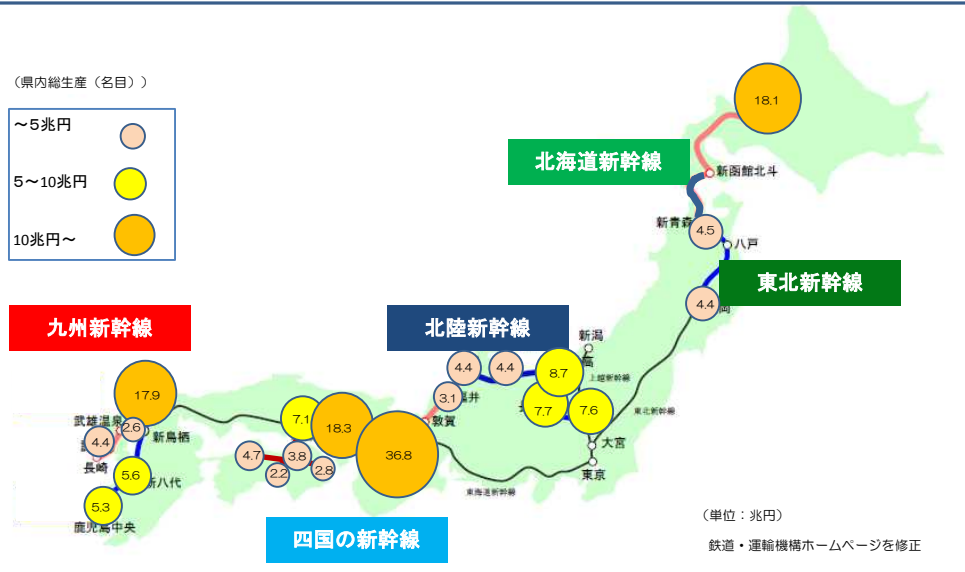 （県内総生産（名目））
～5兆円
5～10兆円
10兆円～
18.1
北海道新幹線
新函館北斗
新青森
4.5
八戸
東北新幹線
4.4
岡
九州新幹線
北陸新幹線
新潟
高
上越新幹線
4.4
4.4
8.7
3.1
福井
7.7
7.6
東北新幹線
敦賀
大宮
東京
東海道新幹線
17.9
武雄温泉
2.6
新鳥栖
4.4
長崎
5.6
新八代
5.3
鹿児島中央
7.1
18.3
36.8
4.7
3.8
2.2
2.8
四国の新幹線
（単位：兆円）
鉄道・運輸機構ホームページを修正